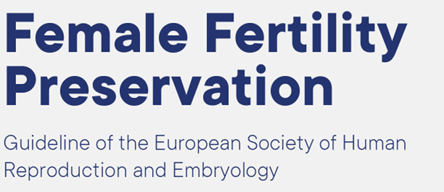 Female Fertility
Preservation
Guideline of the European Society of Human
Reproduction and Embryology